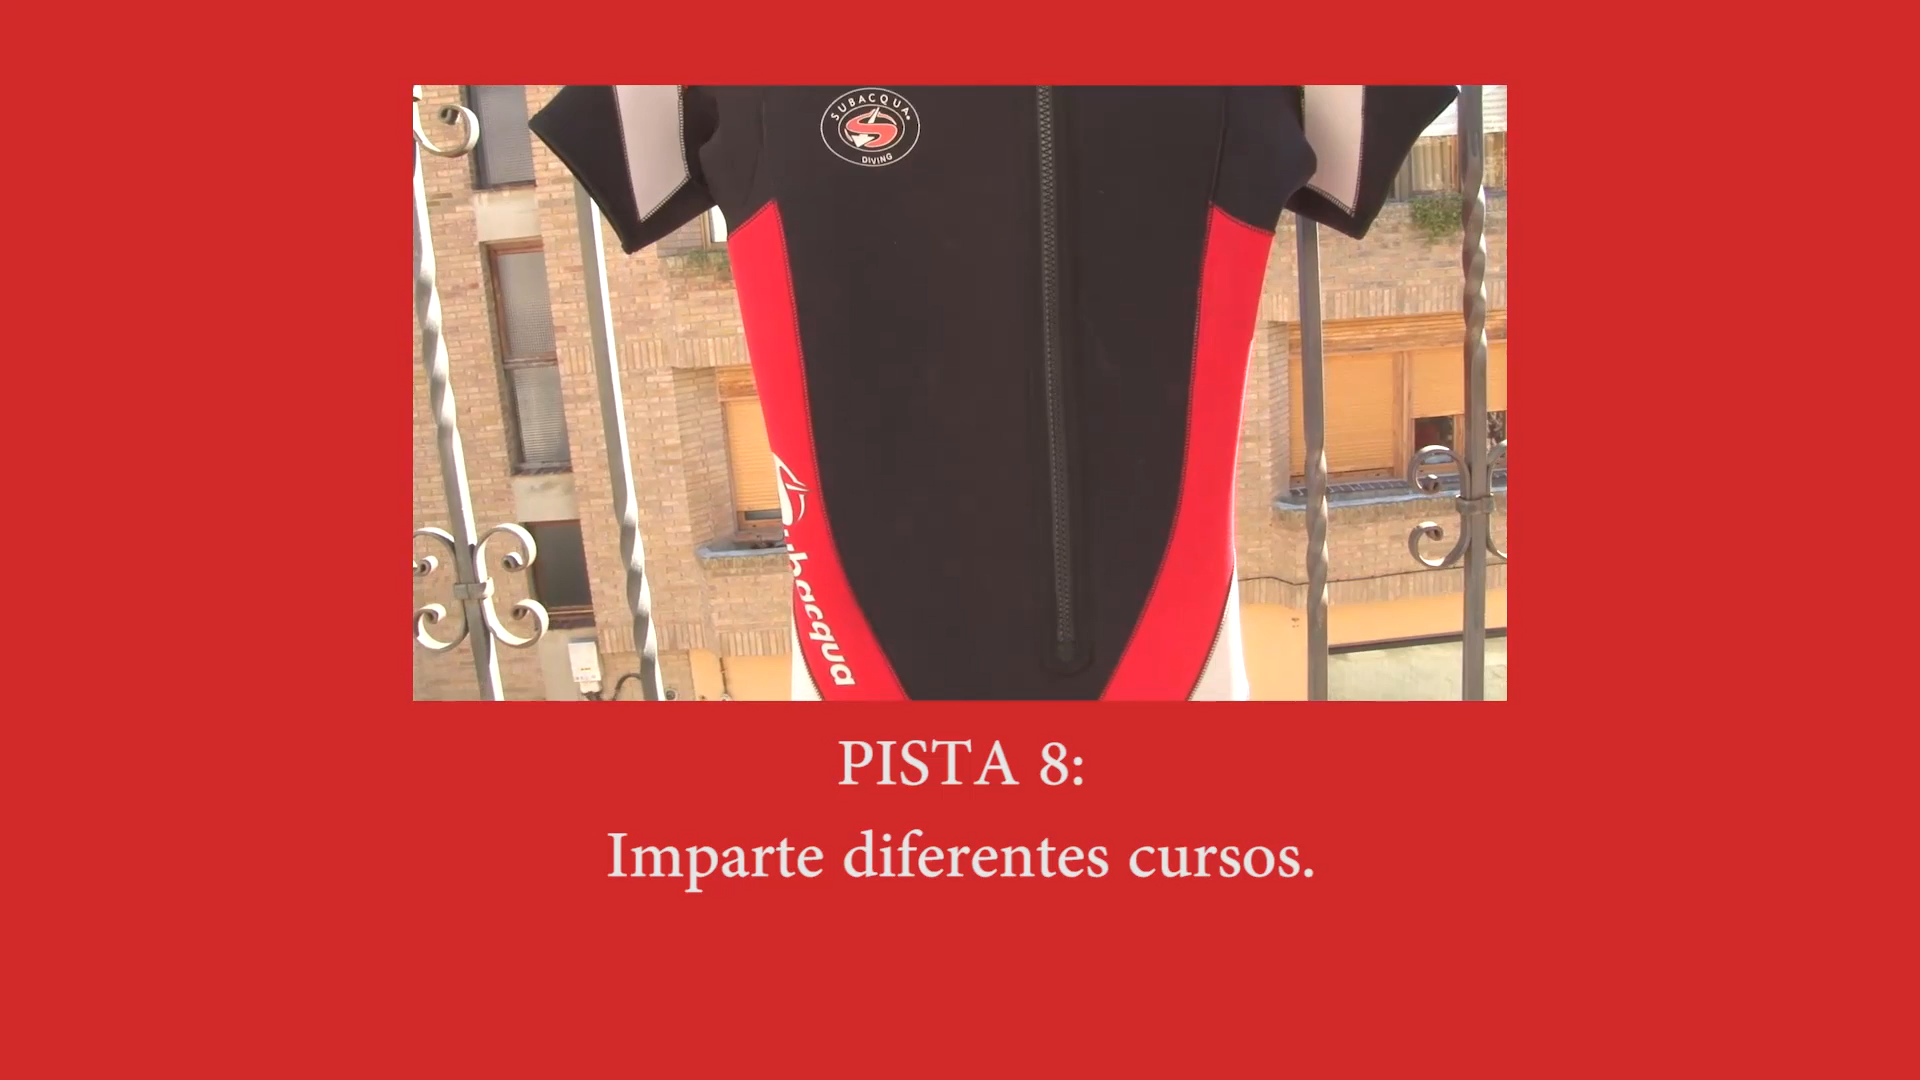 SUBACQUA
DIVING
Subacqua
PISTA 8:
Imparte diferentes cursos.